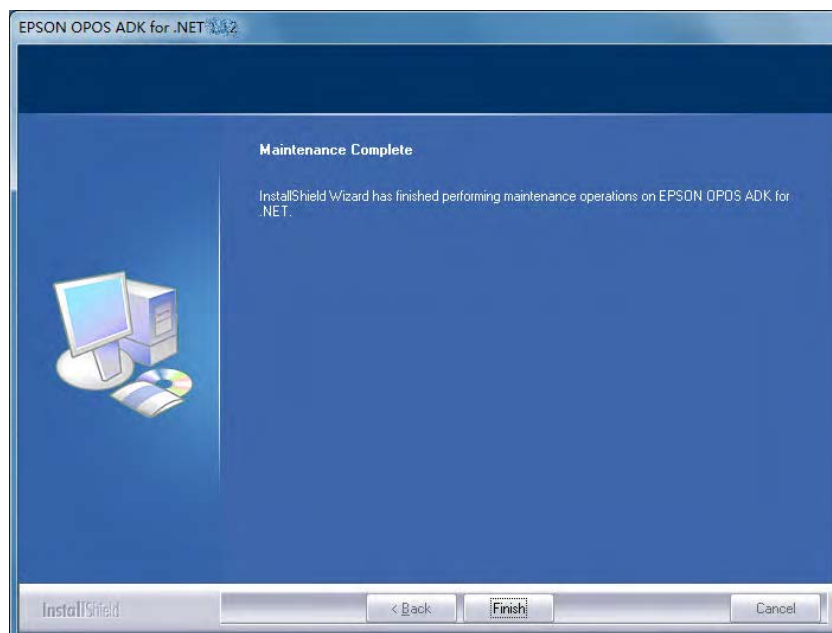 EPSON OPOS ADK for .NET
Maintenance Complete
InstallShield Wizard has finished performing maintenance operations on EPSON OPOS ADK for
.NET.
InstallShield
< Back
Finish
Cancel